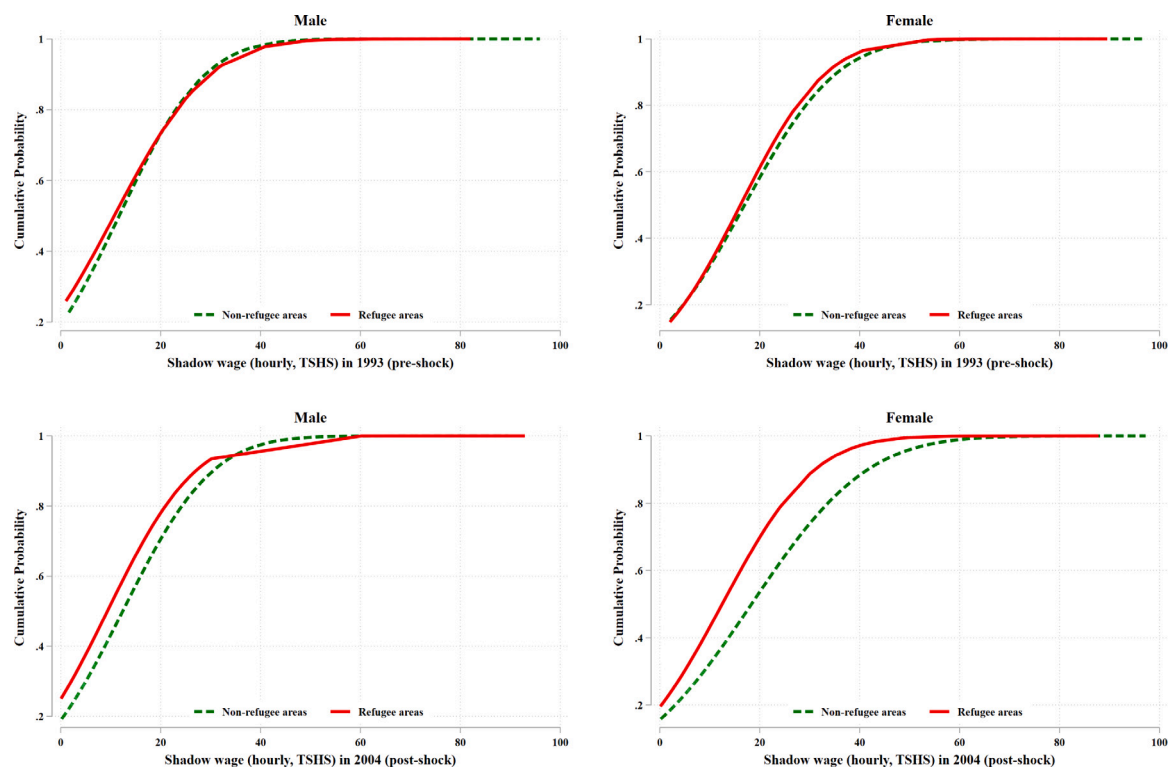 Male
Cumulative Probability
1
.8
.6
.4
.2
Non-refugee areas
Refugee areas
0 20 40 60 80 100
Shadow wage (hourly, TSHS) in 1993 (pre-shock)
Female
Cumulative Probability
1
.8
.6
.4
.2
Non-refugee areas
Refugee areas
0 20 40 60 80 100
Shadow wage (hourly, TSHS) in 1993 (pre-shock)
Male
Cumulative Probability
1
.8
.6
.4
.2
Non-refugee areas
Refugee areas
0 20 40 60 80 100
Shadow wage (hourly, TSHS) in 2004 (post-shock)
Female
Cumulative Probability
1
.8
.6
.4
.2
Non-refugee areas
Refugee areas
0 20 40 60 80 100
Shadow wage (hourly, TSHS) in 2004 (post-shock)